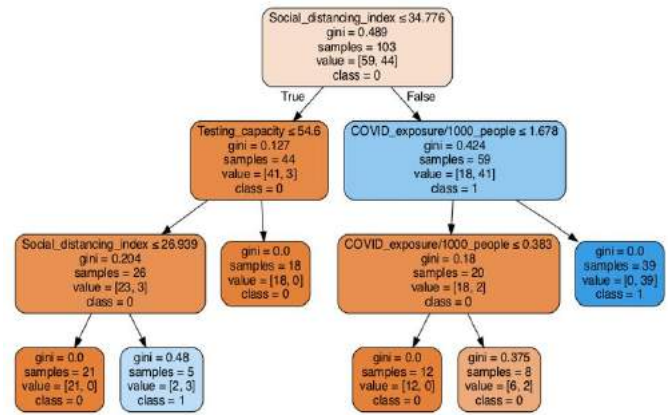 Social_distancing_index ≤ 34.776
gini = 0.489
samples = 103
value = [59, 44]
class = 0
True
False
Testing_capacity ≤ 54.6
gini = 0.127
samples = 44
value = [41, 3]
class = 0
COVID_exposure/1000_people ≤ 1.678
gini = 0.424
samples = 59
value = [18, 41]
class = 1
Social_distancing_index ≤ 26.939
gini = 0.204
samples = 26
value = [23, 3]
class = 0
gini = 0.0
samples = 18
value = [18, 0]
class = 0
COVID_exposure/1000_people ≤ 0.383
gini = 0.18
samples = 20
value = [18, 2]
class = 0
gini = 0.0
samples = 39
value = [0, 39]
class = 1
gini = 0.0
samples = 21
value = [21, 0]
class = 0
gini = 0.48
samples = 5
value = [2, 3]
class = 1
gini = 0.0
samples = 12
value = [12, 0]
class = 0
gini = 0.375
samples = 8
value = [6, 2]
class = 0